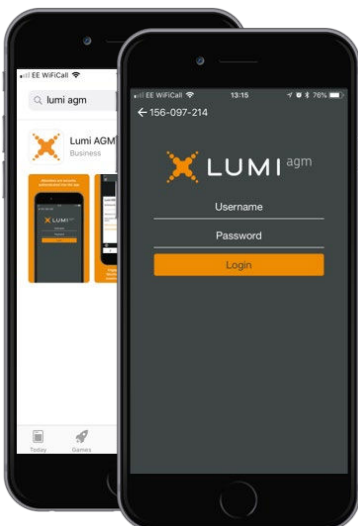 EE WiFiCall
lumi agm
Lumi AGM
Business
LUMI
Today
Games
EE WiFiCall 13:15 76%
← 156-097-214
LUMI agm
Username
Password
Login